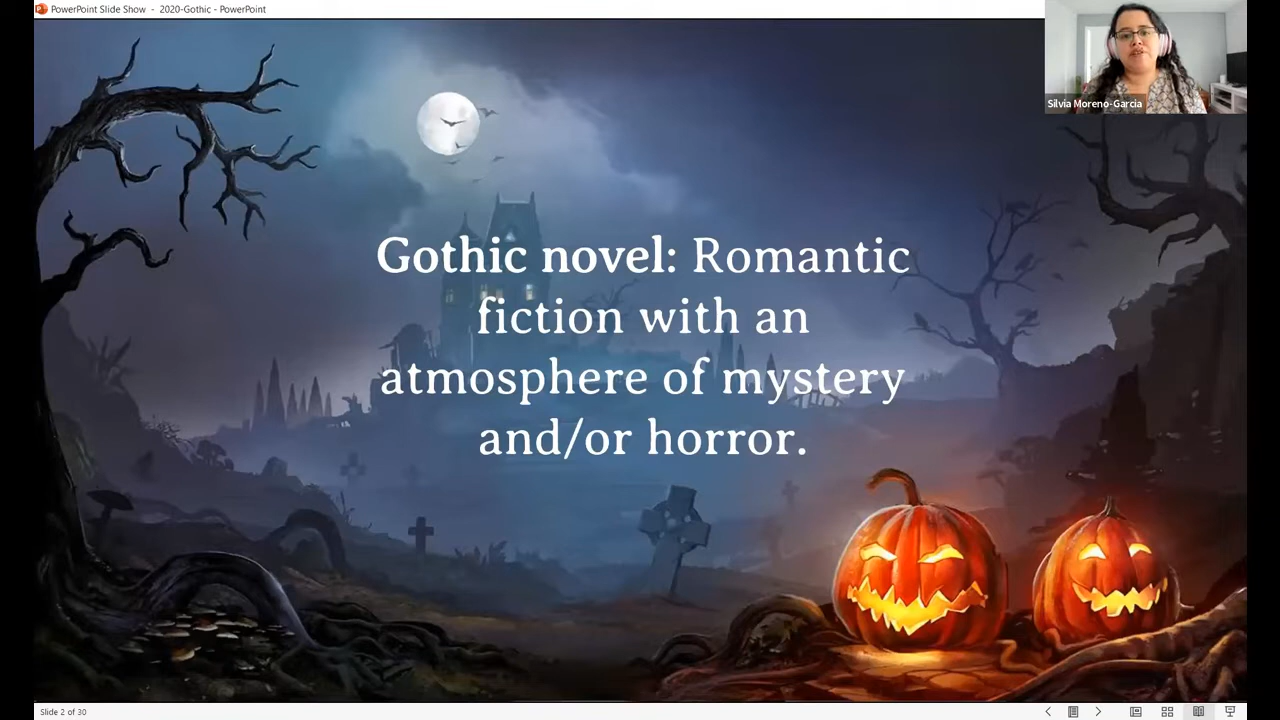 PowerPoint Slide Show - 2020-Gothic - PowerPoint
Silvia Moreno-Garcia
Gothic novel: Romantic
fiction with an
atmosphere of mystery
and/or horror.
Slide 2 of 30